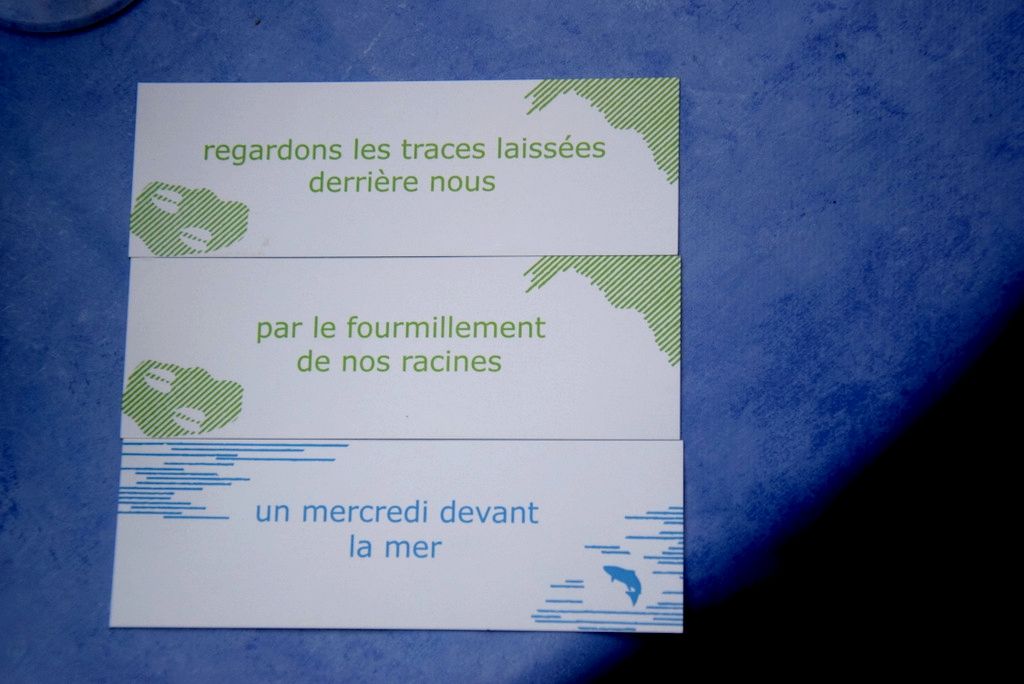 regardons les traces laissées
derrière nous
par le fourmillement
de nos racines
un mercredi devant
la mer